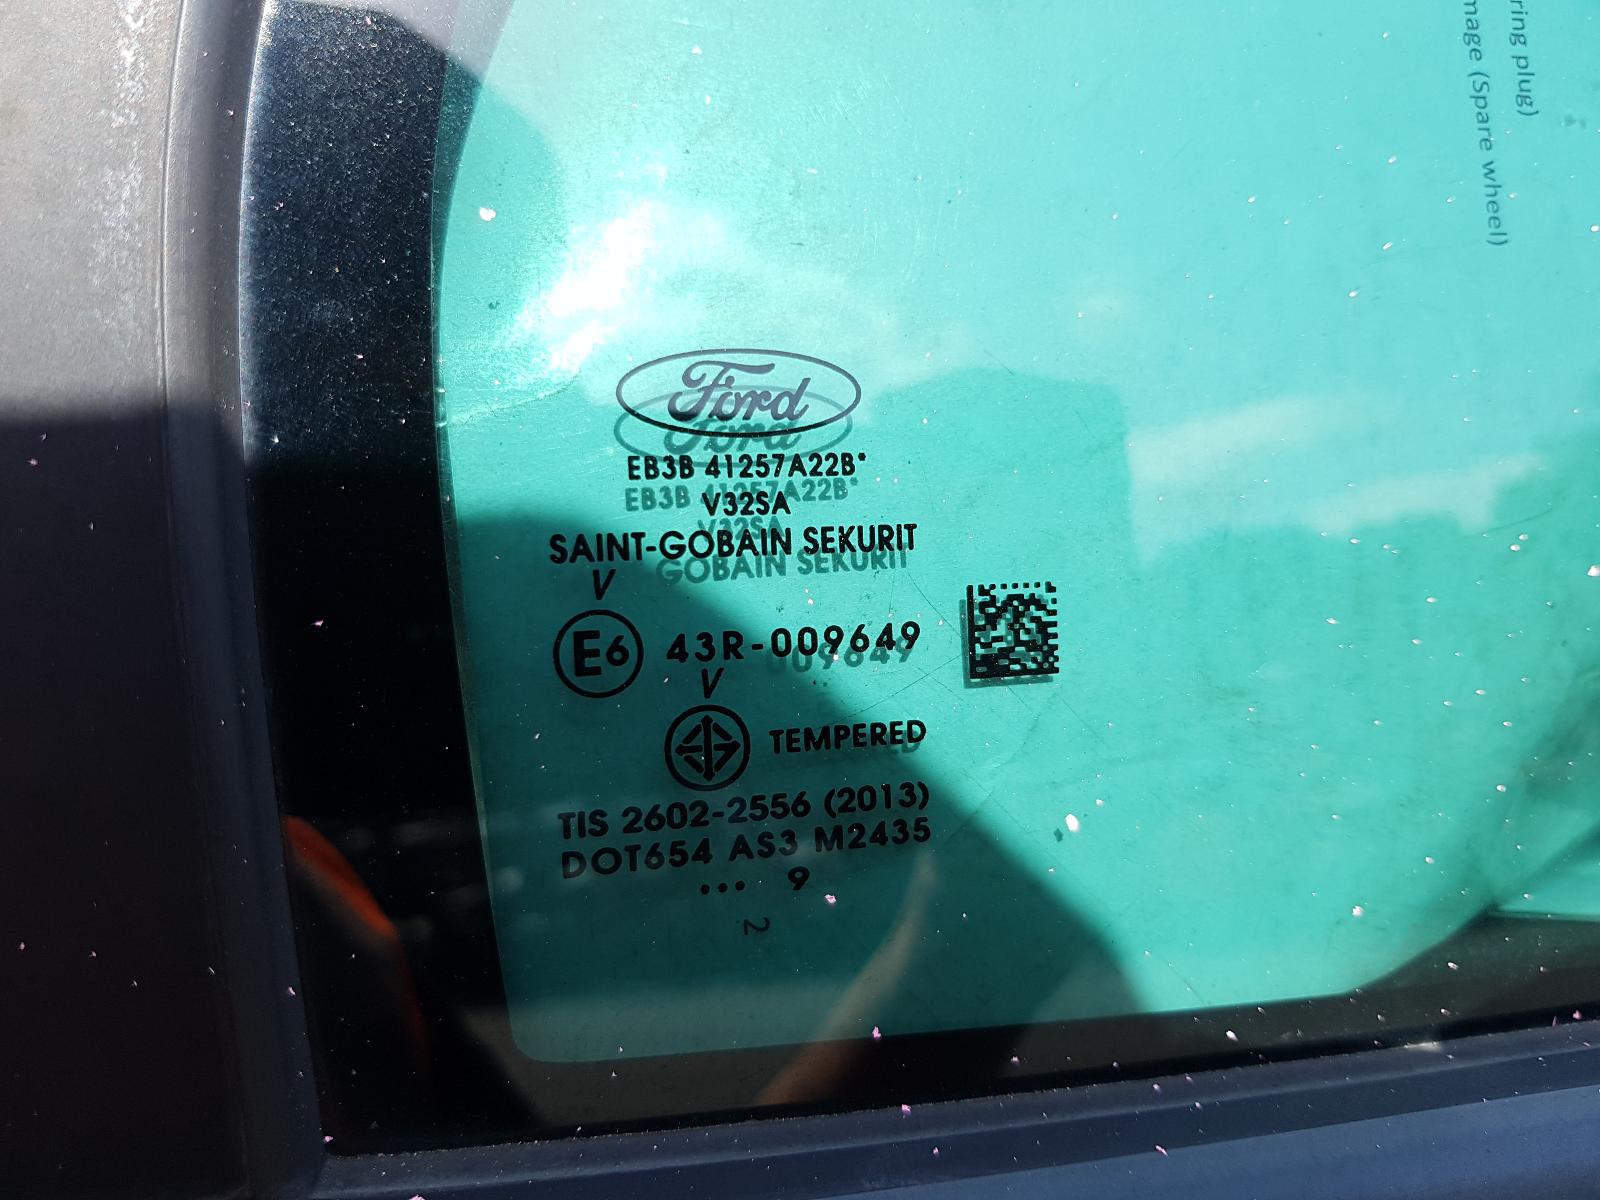 ring plug)
mage (Spare wheel)
Ford
EB3B 41257A22B*
V32SA
SAINT-GOBAIN SEKURIT
V
E6 43R-009649
V
TEMPERED
TIS 2602-2556 (2013)
DOT654 AS3 M2435
... 9
2